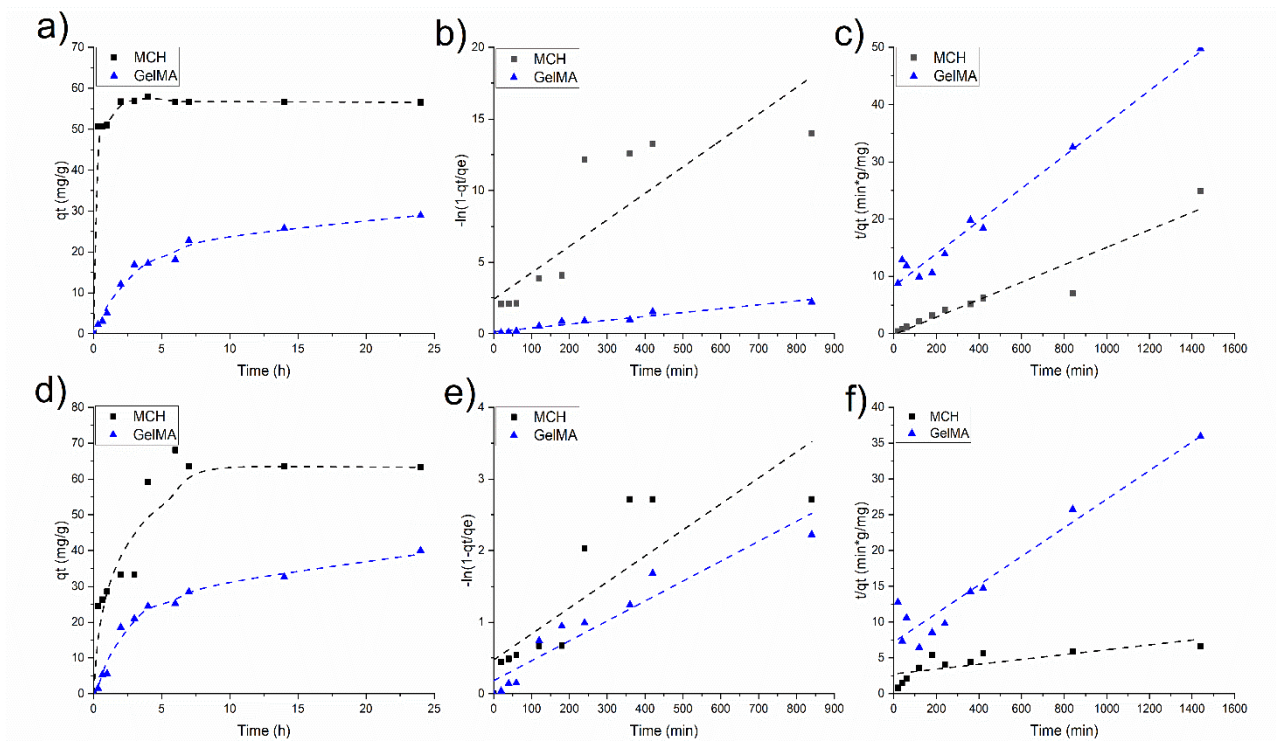 a)
70
60
50
40
30
20
10
0
0 5 10 15 20 25
qt (mg/g)
Time (h)
MCH
GelMA
b)
20
15
10
5
0
0 100 200 300 400 500 600 700 800 900
-ln(1-qt/qe)
Time (min)
MCH
GelMA
c)
50
40
30
20
10
0
0 200 400 600 800 1000 1200 1400 1600
t/qt (min*g/mg)
Time (min)
MCH
GelMA
d)
80
70
60
50
40
30
20
10
0
0 5 10 15 20 25
qt (mg/g)
Time (h)
MCH
GelMA
e)
4
3
2
1
0
0 100 200 300 400 500 600 700 800 900
-ln(1-qt/qe)
Time (min)
MCH
GelMA
f)
40
35
30
25
20
15
10
5
0
0 200 400 600 800 1000 1200 1400 1600
t/qt (min*g/mg)
Time (min)
MCH
GelMA